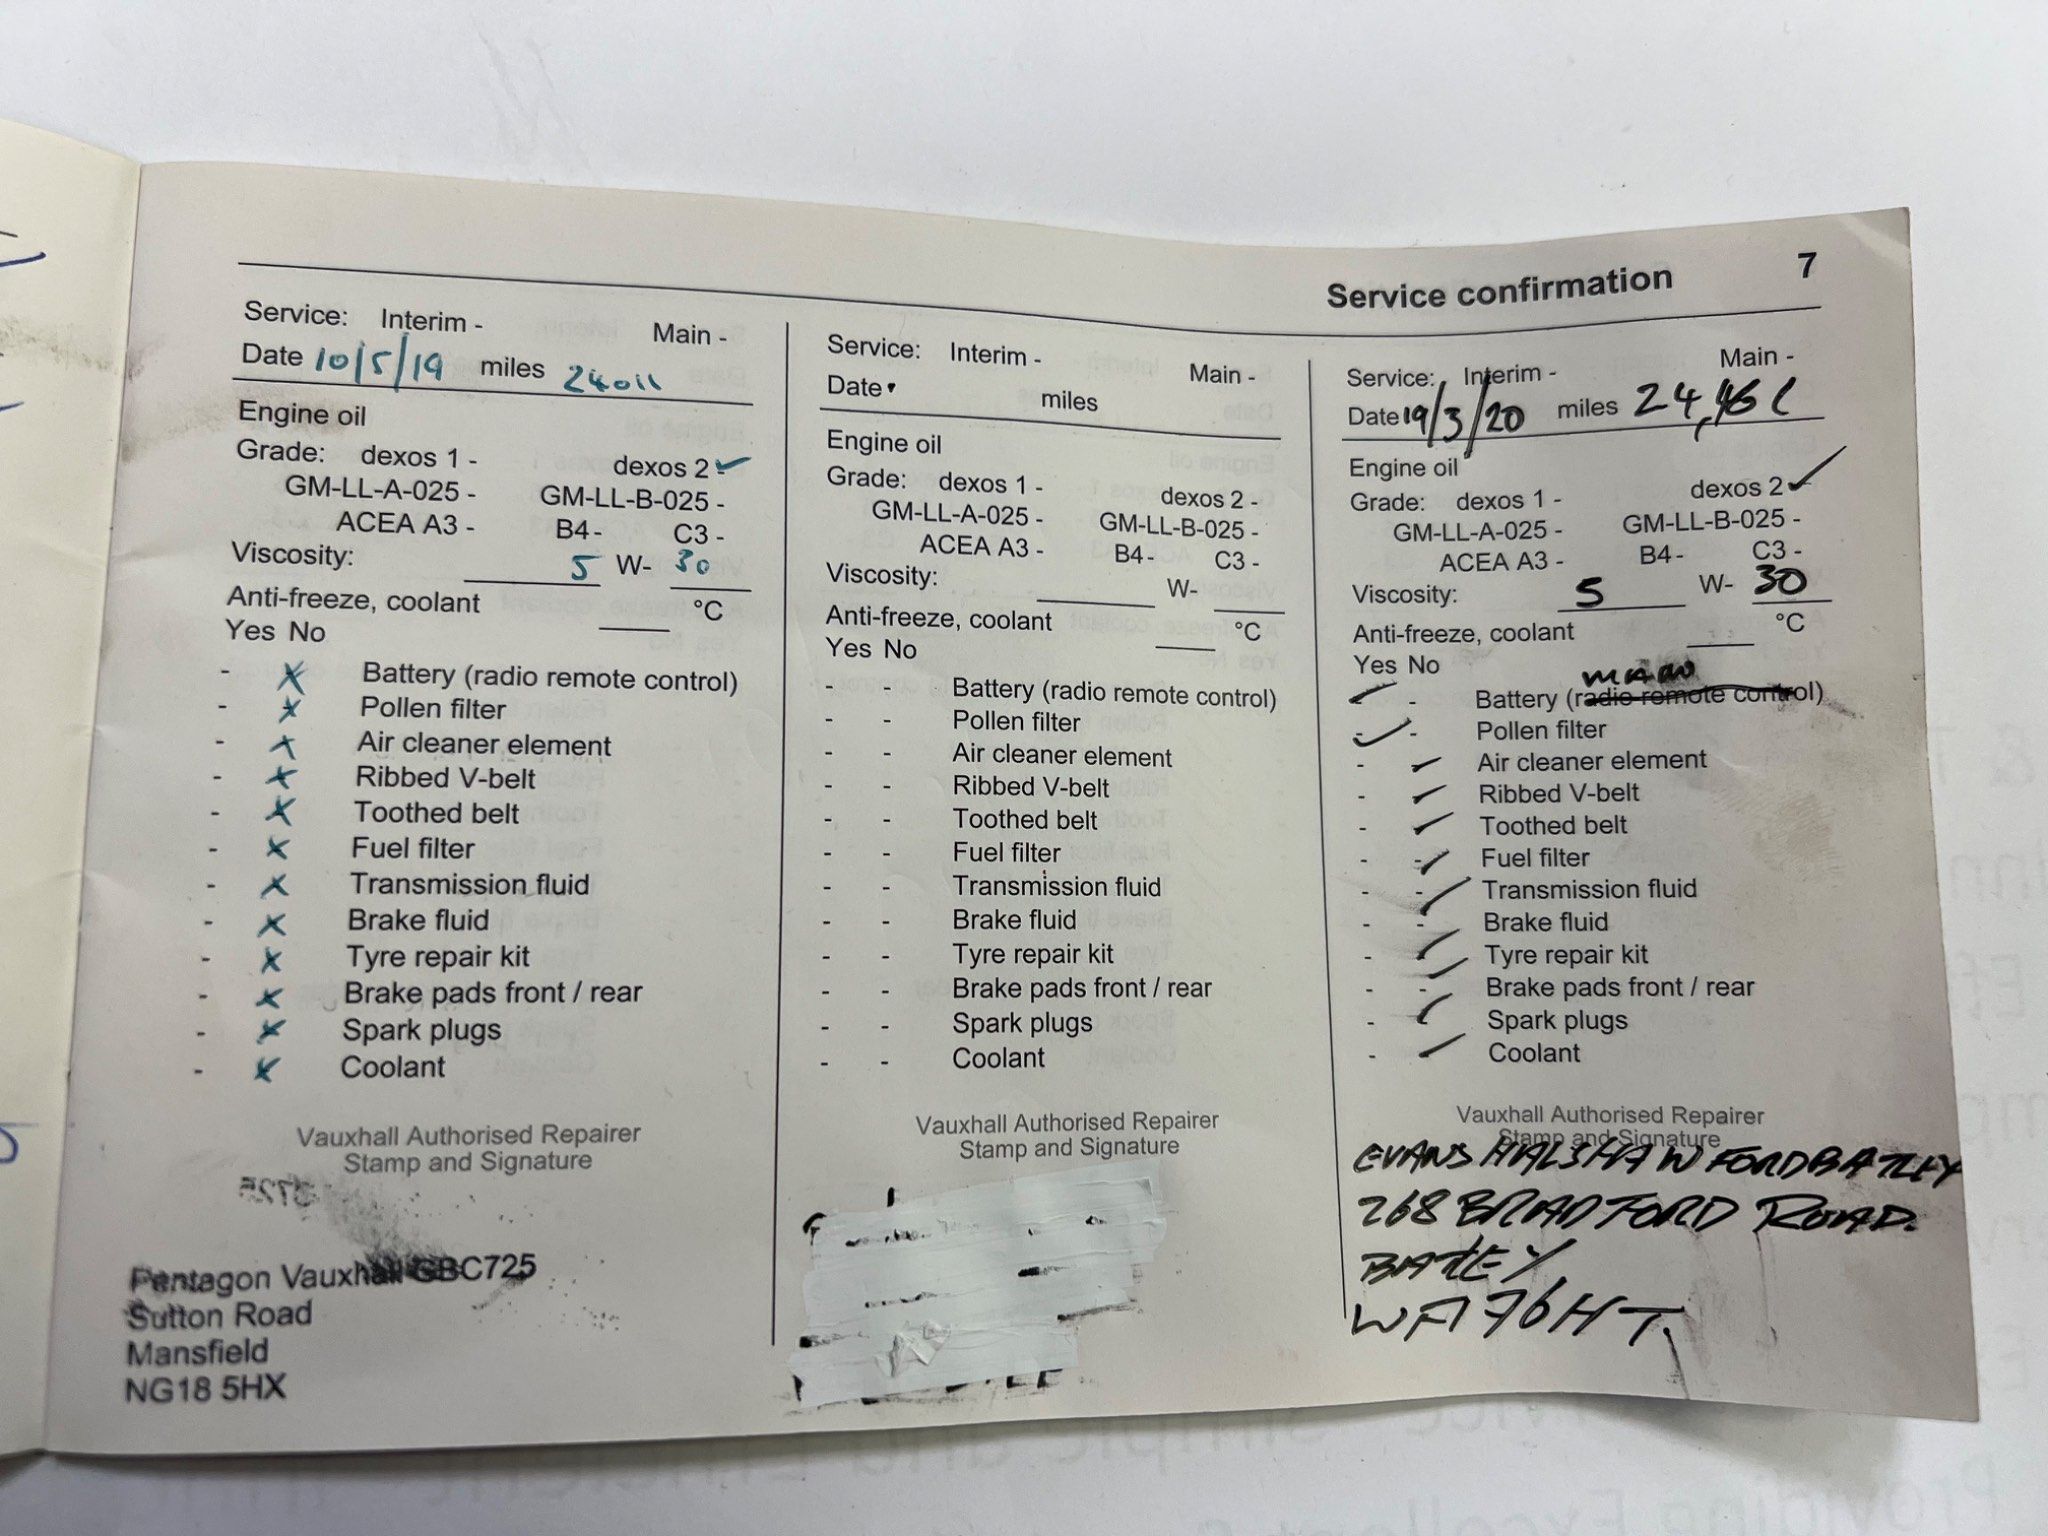 Service confirmation 7
Service: Interim - Main -
Date 10/5/19 miles 24011
Engine oil
Grade: dexos 1 - dexos 2 - ✓
GM-LL-A-025 - GM-LL-B-025 -
ACEA A3 - B4 - C3 -
Viscosity: 5 W- 30
Anti-freeze, coolant °C
Yes No
- X Battery (radio remote control)
- X Pollen filter
- X Air cleaner element
- X Ribbed V-belt
- X Toothed belt
- X Fuel filter
- X Transmission fluid
- X Brake fluid
- X Tyre repair kit
- X Brake pads front / rear
- X Spark plugs
- X Coolant
Vauxhall Authorised Repairer
Stamp and Signature
Pentagon Vauxhall GBC725
Sutton Road
Mansfield
NG18 5HX
Service: Interim - Main -
Date miles
Engine oil
Grade: dexos 1 - dexos 2 -
GM-LL-A-025 - GM-LL-B-025 -
ACEA A3 - B4 - C3 -
Viscosity: W-
Anti-freeze, coolant °C
Yes No
- - Battery (radio remote control)
- - Pollen filter
- - Air cleaner element
- - Ribbed V-belt
- - Toothed belt
- - Fuel filter
- - Transmission fluid
- - Brake fluid
- - Tyre repair kit
- - Brake pads front / rear
- - Spark plugs
- - Coolant
Vauxhall Authorised Repairer
Stamp and Signature
Service: Interim - Main -
Date 19/3/20 miles
Engine oil
Grade: dexos 1 - dexos 2 - ✓
GM-LL-A-025 - GM-LL-B-025 -
ACEA A3 - B4 - C3 -
Viscosity: 5 W- 30
Anti-freeze, coolant °C
Yes No
✓ - Battery (radio remote control)
✓ - Pollen filter
- ✓ Air cleaner element
- ✓ Ribbed V-belt
- ✓ Toothed belt
- ✓ Fuel filter
- ✓ Transmission fluid
- - Brake fluid
- ✓ Tyre repair kit
- - Brake pads front / rear
- ✓ Spark plugs
- ✓ Coolant
Vauxhall Authorised Repairer
Stamp and Signature
EVANS HALSHAW FORD BATLEY
268 BRADFORD ROAD.
BATLEY
WF17 6HT.